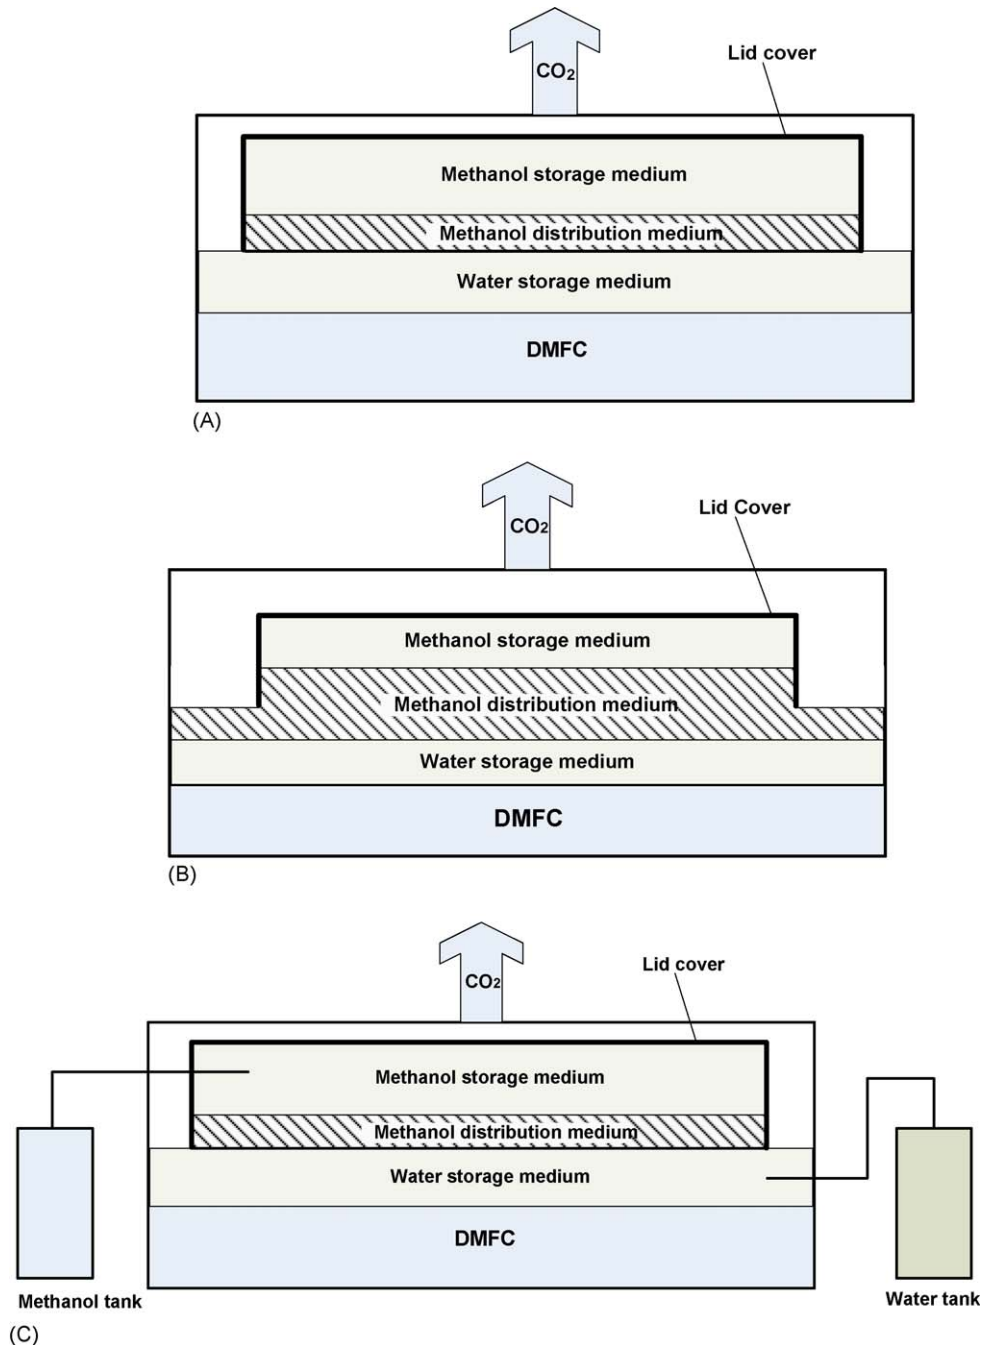 CO2
Lid cover
Methanol storage medium
Methanol distribution medium
Water storage medium
DMFC
(A)
CO2
Lid Cover
Methanol storage medium
Methanol distribution medium
Water storage medium
DMFC
(B)
CO2
Lid cover
Methanol storage medium
Methanol distribution medium
Water storage medium
DMFC
Methanol tank
Water tank
(C)